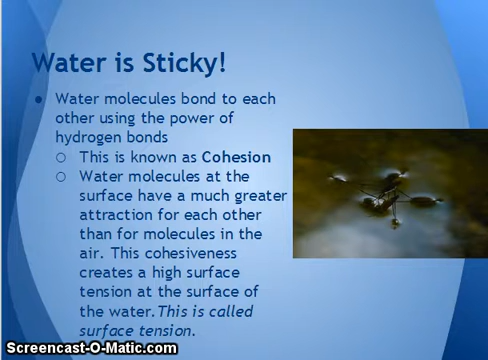 Water is Sticky!
Water molecules bond to each
other using the power of
hydrogen bonds
This is known as Cohesion
Water molecules at the
surface have a much greater
attraction for each other
than for molecules in the
air. This cohesiveness
creates a high surface
tension at the surface of
the water.This is called
surface tension.
Screencast-O-Matic.com